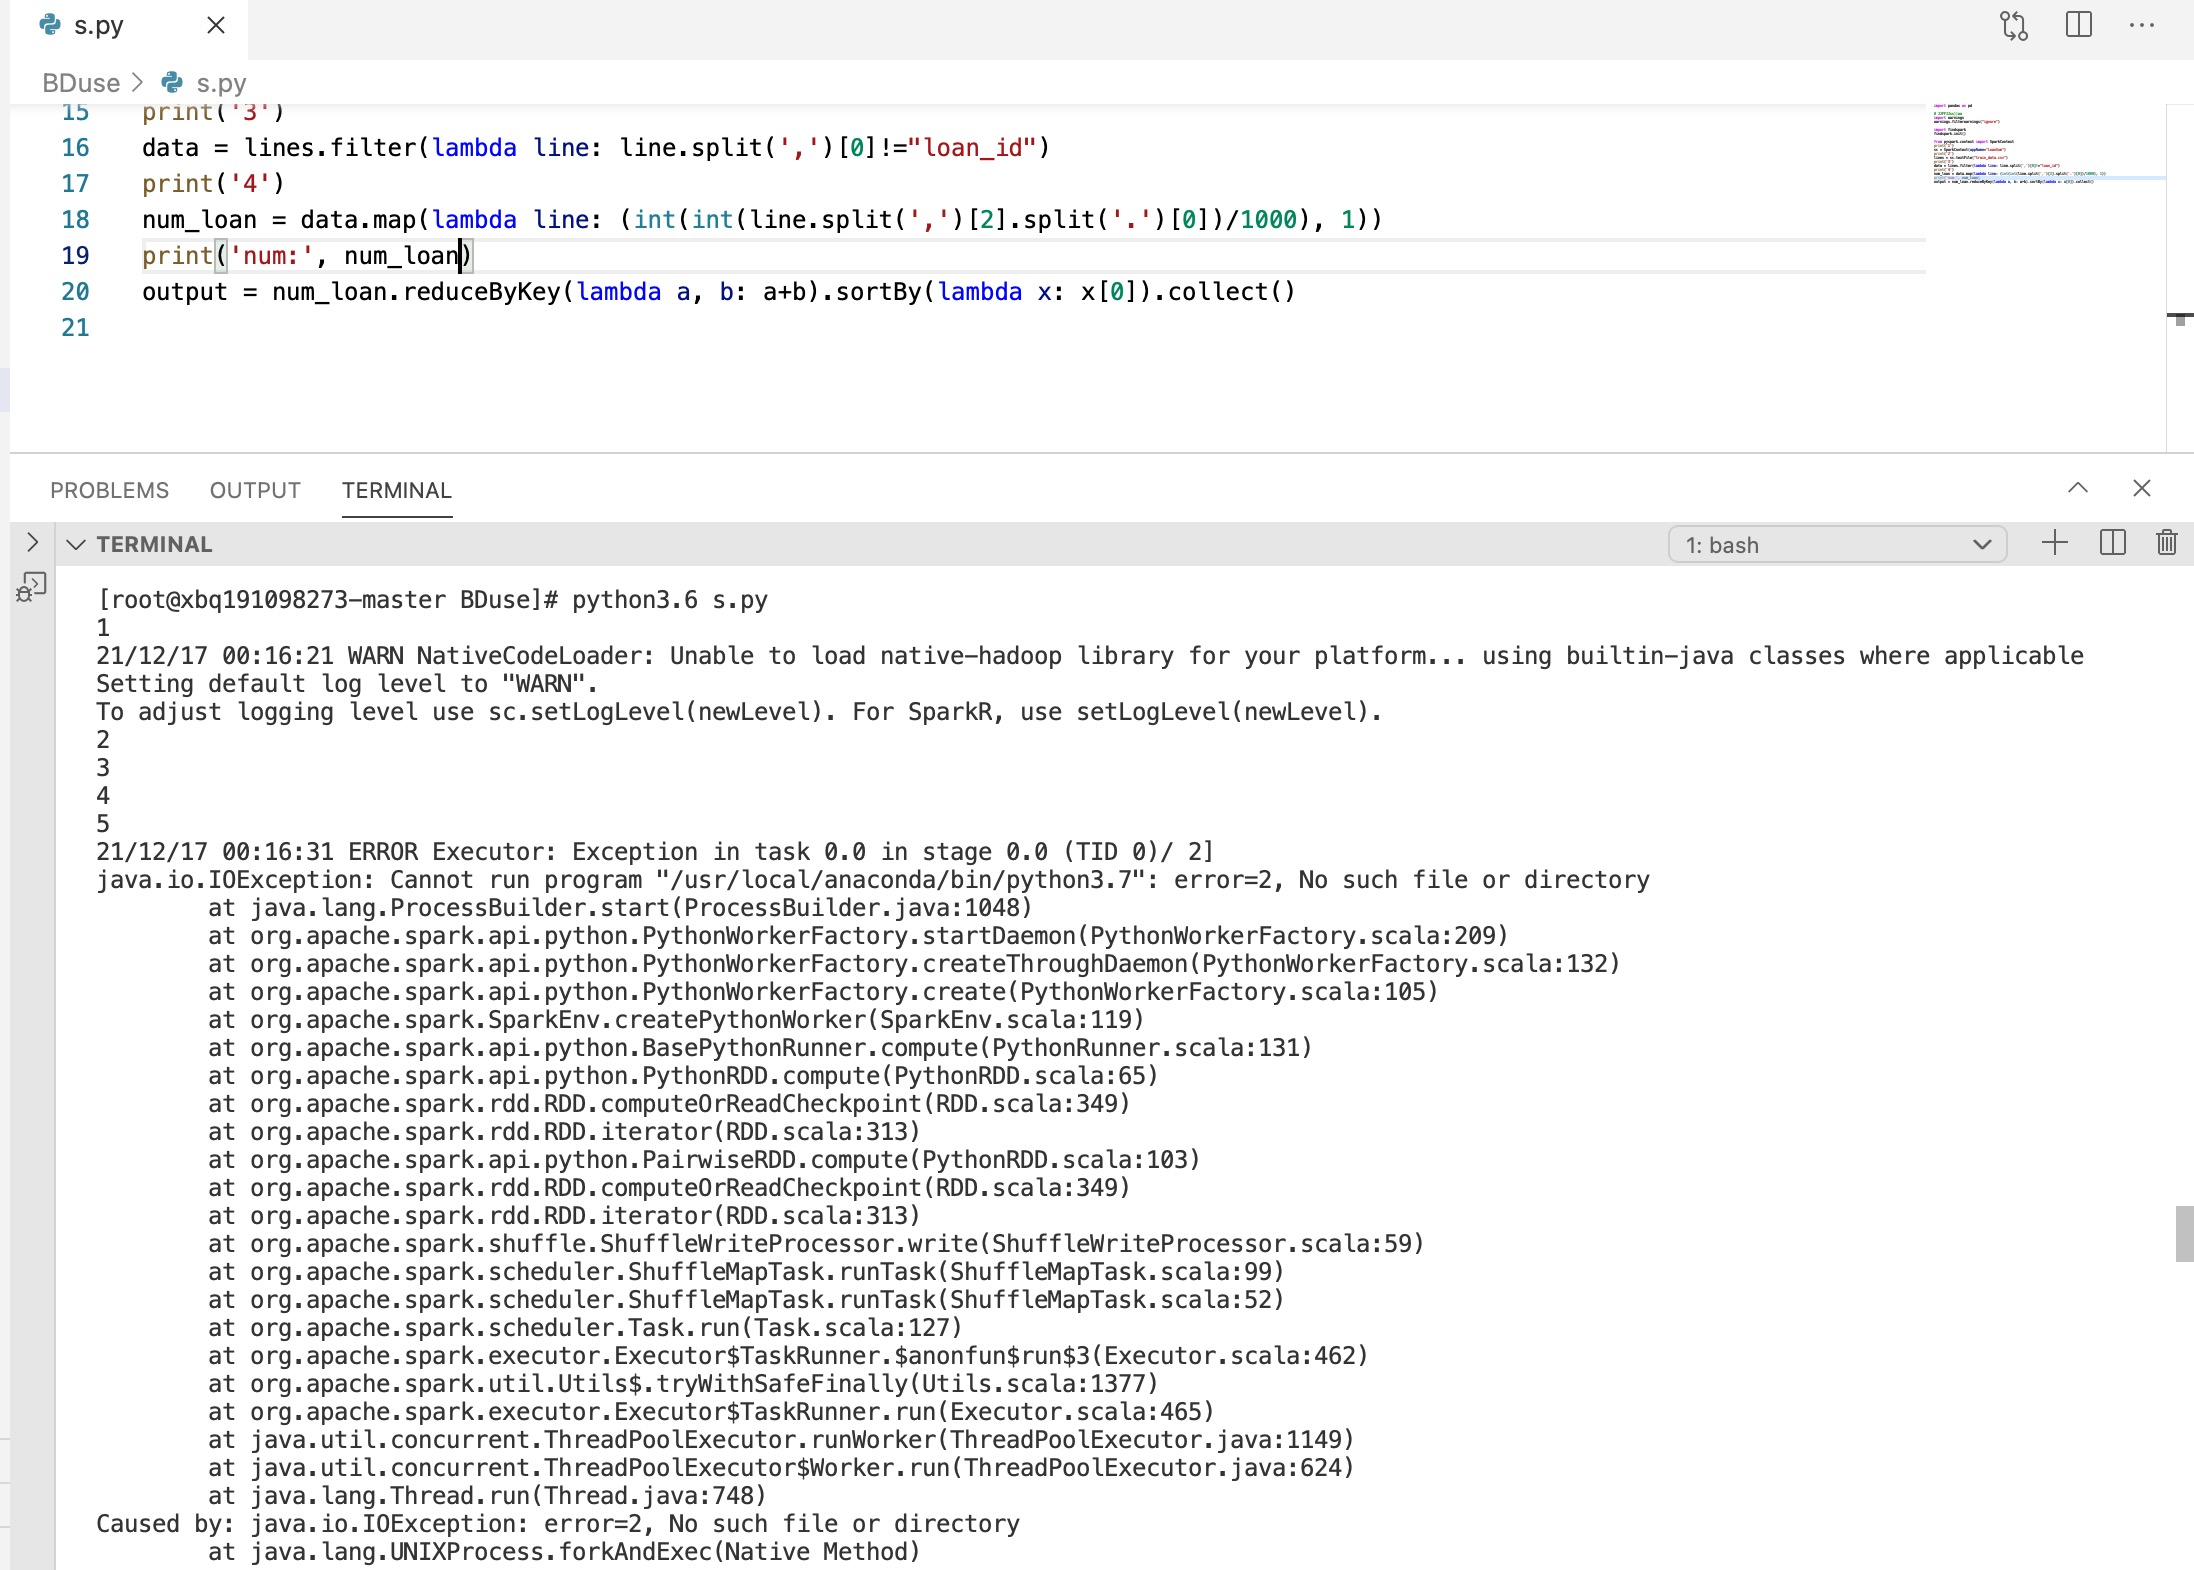 s.py
BDuse > s.py
15 print('3')
16 data = lines.filter(lambda line: line.split(',')[0]!="loan_id")
17 print('4')
18 num_loan = data.map(lambda line: (int(int(line.split(',')[2].split('.')[0])/1000), 1))
19 print('num:', num_loan)
20 output = num_loan.reduceByKey(lambda a, b: a+b).sortBy(lambda x: x[0]).collect()
21
PROBLEMS OUTPUT TERMINAL
TERMINAL 1: bash
[root@xbq191098273-master BDuse]# python3.6 s.py
1
21/12/17 00:16:21 WARN NativeCodeLoader: Unable to load native-hadoop library for your platform... using builtin-java classes where applicable
Setting default log level to "WARN".
To adjust logging level use sc.setLogLevel(newLevel). For SparkR, use setLogLevel(newLevel).
2
3
4
5
21/12/17 00:16:31 ERROR Executor: Exception in task 0.0 in stage 0.0 (TID 0)/ 2]
java.io.IOException: Cannot run program "/usr/local/anaconda/bin/python3.7": error=2, No such file or directory
at java.lang.ProcessBuilder.start(ProcessBuilder.java:1048)
at org.apache.spark.api.python.PythonWorkerFactory.startDaemon(PythonWorkerFactory.scala:209)
at org.apache.spark.api.python.PythonWorkerFactory.createThroughDaemon(PythonWorkerFactory.scala:132)
at org.apache.spark.api.python.PythonWorkerFactory.create(PythonWorkerFactory.scala:105)
at org.apache.spark.SparkEnv.createPythonWorker(SparkEnv.scala:119)
at org.apache.spark.api.python.BasePythonRunner.compute(PythonRunner.scala:131)
at org.apache.spark.api.python.PythonRDD.compute(PythonRDD.scala:65)
at org.apache.spark.rdd.RDD.computeOrReadCheckpoint(RDD.scala:349)
at org.apache.spark.rdd.RDD.iterator(RDD.scala:313)
at org.apache.spark.api.python.PairwiseRDD.compute(PythonRDD.scala:103)
at org.apache.spark.rdd.RDD.computeOrReadCheckpoint(RDD.scala:349)
at org.apache.spark.rdd.RDD.iterator(RDD.scala:313)
at org.apache.spark.shuffle.ShuffleWriteProcessor.write(ShuffleWriteProcessor.scala:59)
at org.apache.spark.scheduler.ShuffleMapTask.runTask(ShuffleMapTask.scala:99)
at org.apache.spark.scheduler.ShuffleMapTask.runTask(ShuffleMapTask.scala:52)
at org.apache.spark.scheduler.Task.run(Task.scala:127)
at org.apache.spark.executor.Executor$TaskRunner.$anonfun$run$3(Executor.scala:462)
at org.apache.spark.util.Utils$.tryWithSafeFinally(Utils.scala:1377)
at org.apache.spark.executor.Executor$TaskRunner.run(Executor.scala:465)
at java.util.concurrent.ThreadPoolExecutor.runWorker(ThreadPoolExecutor.java:1149)
at java.util.concurrent.ThreadPoolExecutor$Worker.run(ThreadPoolExecutor.java:624)
at java.lang.Thread.run(Thread.java:748)
Caused by: java.io.IOException: error=2, No such file or directory
at java.lang.UNIXProcess.forkAndExec(Native Method)